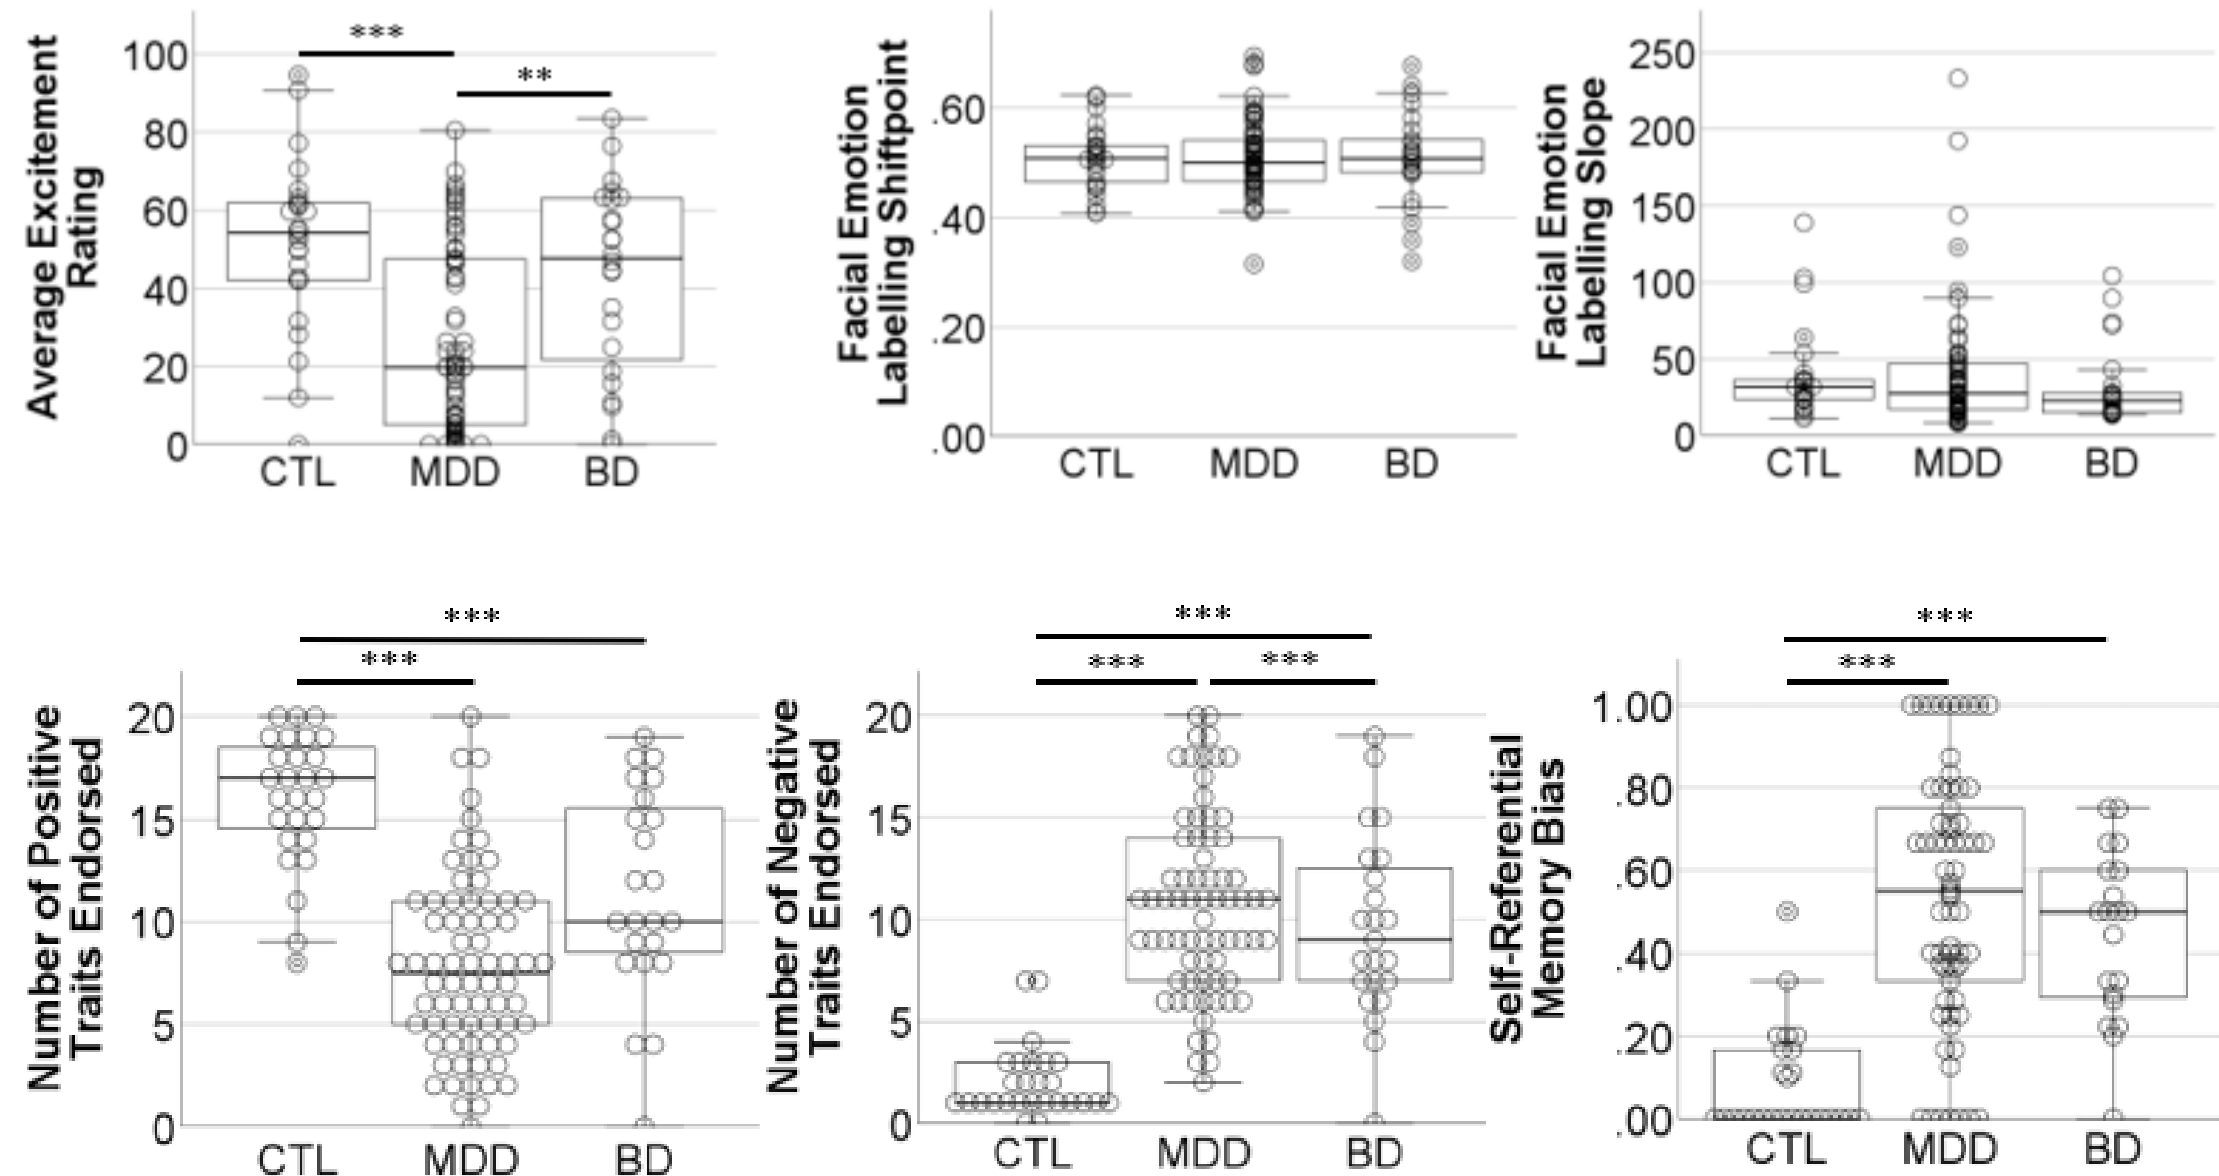 Average Excitement
Rating
100
80
60
40
20
0
***
**
CTL MDD BD
Facial Emotion
Labelling Shiftpoint
.60
.40
.20
.00
CTL MDD BD
Facial Emotion
Labelling Slope
250
200
150
100
50
0
CTL MDD BD
Number of Positive
Traits Endorsed
20
15
10
5
0
***
***
CTL MDD BD
Number of Negative
Traits Endorsed
20
15
10
5
0
***
*** ***
CTL MDD BD
Self-Referential
Memory Bias
1.00
.80
.60
.40
.20
.00
***
***
CTL MDD BD